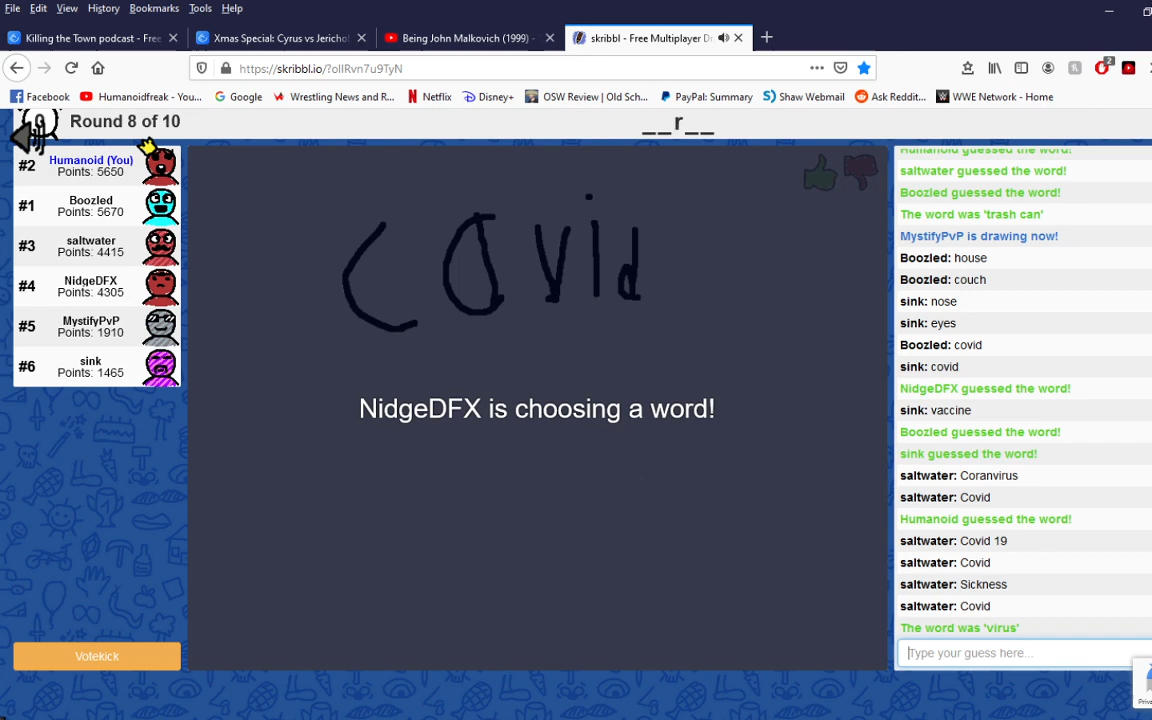 File Edit View History Bookmarks Tools Help
Killing the Town podcast - Free
Xmas Special: Cyrus vs Jericho
Being John Malkovich (1999) -
skribbl - Free Multiplayer Dr
https://skribbl.io/?olIRvn7u9TyN
2
Facebook Humanoidfreak - You... Google Wrestling News and R... Netflix Disney+ OSW Review | Old Sch... PayPal: Summary Shaw Webmail Ask Reddit... WWE Network - Home
0 Round 8 of 10
__r__
#2 Humanoid (You)
Points: 5650
#1 Boozled
Points: 5670
#3 saltwater
Points: 4415
#4 NidgeDFX
Points: 4305
#5 MystifyPvP
Points: 1910
#6 sink
Points: 1465
Votekick
covid
NidgeDFX is choosing a word!
Humanoid guessed the word!
saltwater guessed the word!
Boozled guessed the word!
The word was 'trash can'
MystifyPvP is drawing now!
Boozled: house
Boozled: couch
sink: nose
sink: eyes
Boozled: covid
sink: covid
NidgeDFX guessed the word!
sink: vaccine
Boozled guessed the word!
sink guessed the word!
saltwater: Coranvirus
saltwater: Covid
Humanoid guessed the word!
saltwater: Covid 19
saltwater: Covid
saltwater: Sickness
saltwater: Covid
The word was 'virus'
Type your guess here...